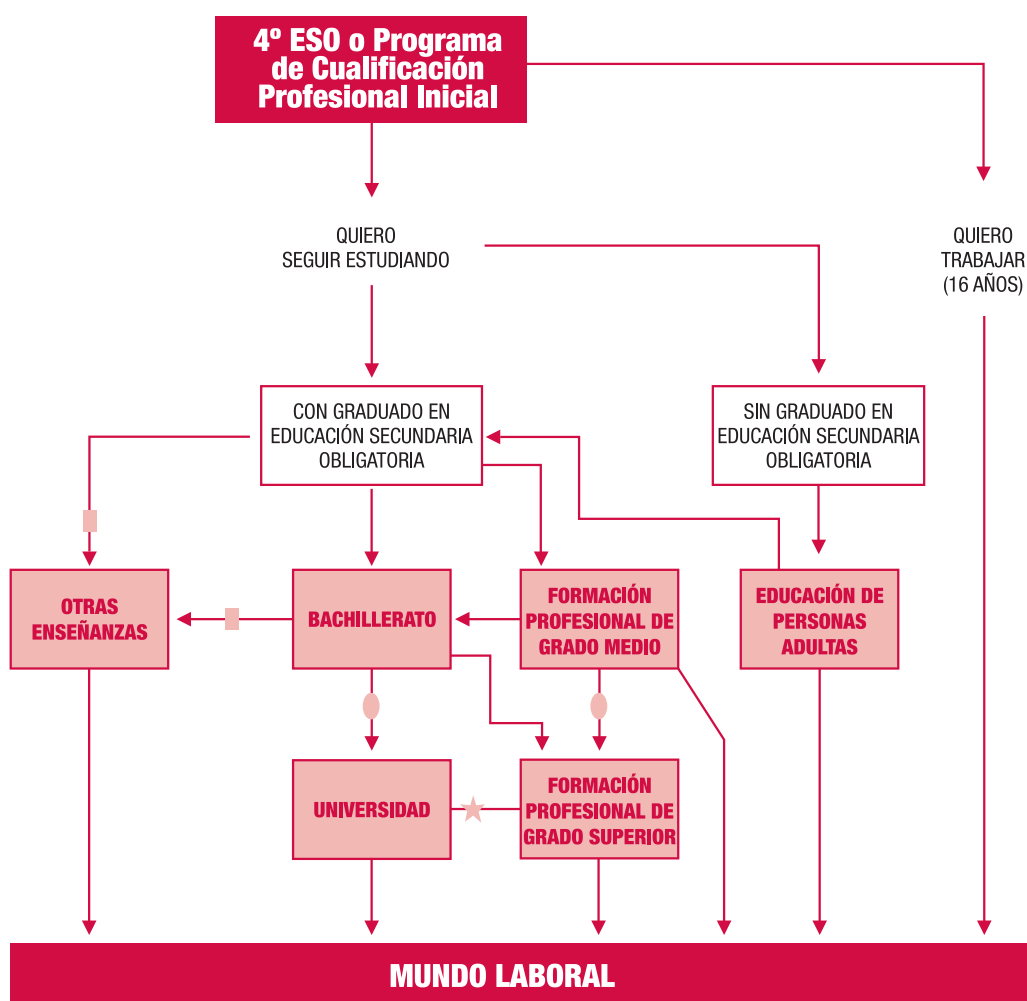 4º ESO o Programa
de Cualificación
Profesional Inicial
QUIERO
SEGUIR ESTUDIANDO
QUIERO
TRABAJAR
(16 AÑOS)
CON GRADUADO EN
EDUCACIÓN SECUNDARIA
OBLIGATORIA
SIN GRADUADO EN
EDUCACIÓN SECUNDARIA
OBLIGATORIA
OTRAS
ENSEÑANZAS
BACHILLERATO
FORMACIÓN
PROFESIONAL DE
GRADO MEDIO
EDUCACIÓN DE
PERSONAS
ADULTAS
UNIVERSIDAD
FORMACIÓN
PROFESIONAL DE
GRADO SUPERIOR
MUNDO LABORAL